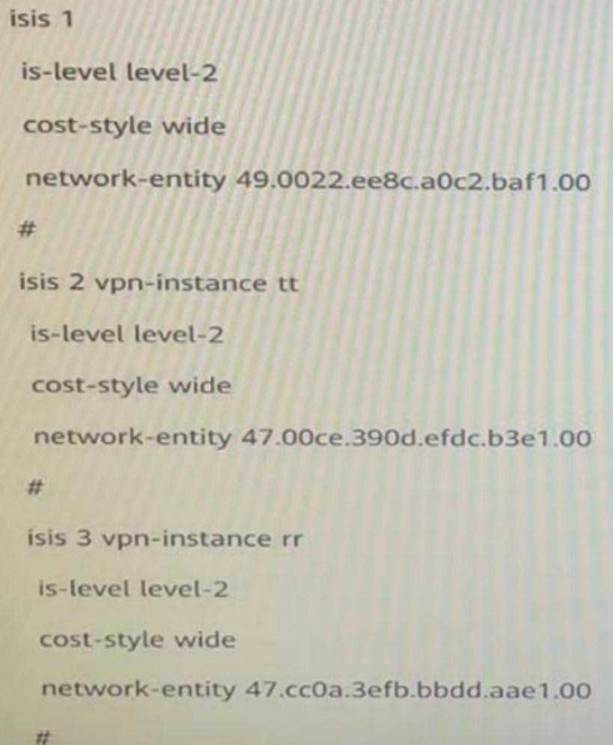 isis 1
is-level level-2
cost-style wide
network-entity 49.0022.ee8c.a0c2.baf1.00
#
isis 2 vpn-instance tt
is-level level-2
cost-style wide
network-entity 47.00ce.390d.efdc.b3e1.00
#
isis 3 vpn-instance rr
is-level level-2
cost-style wide
network-entity 47.cc0a.3efb.bbdd.aae1.00
#